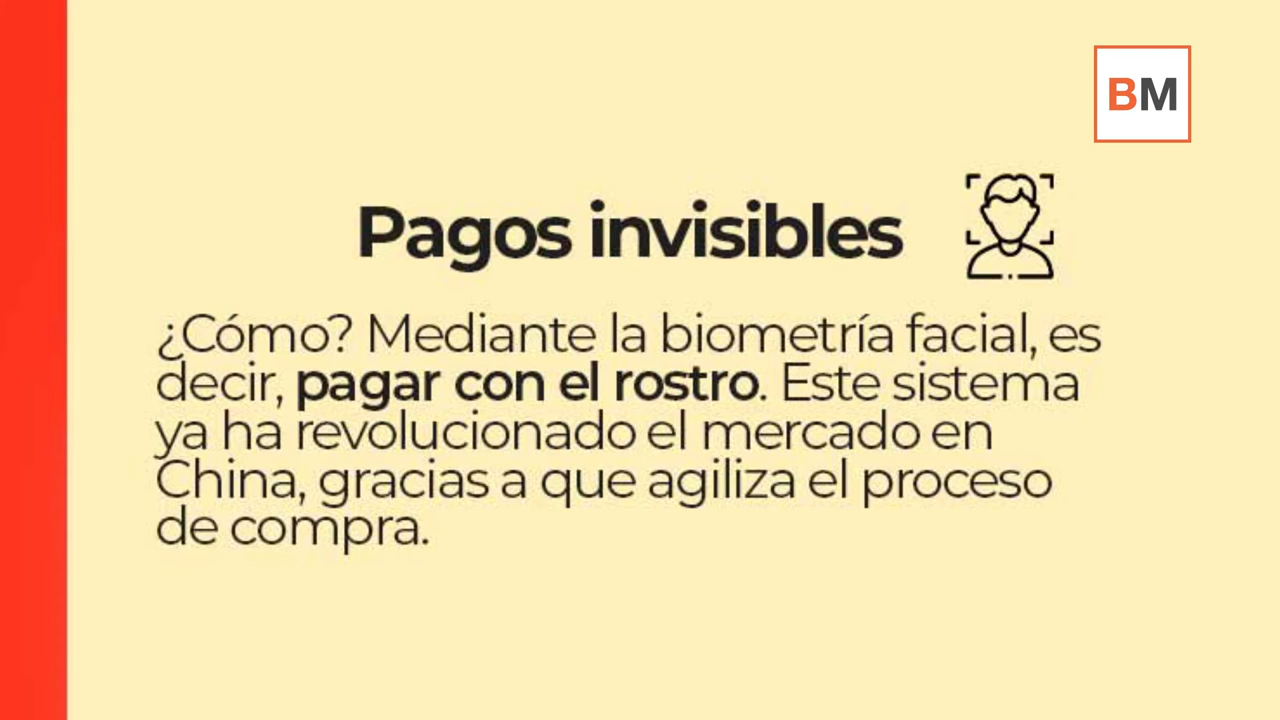 BM
Pagos invisibles
¿Cómo? Mediante la biometría facial, es
decir, pagar con el rostro. Este sistema
ya ha revolucionado el mercado en
China, gracias a que agiliza el proceso
de compra.